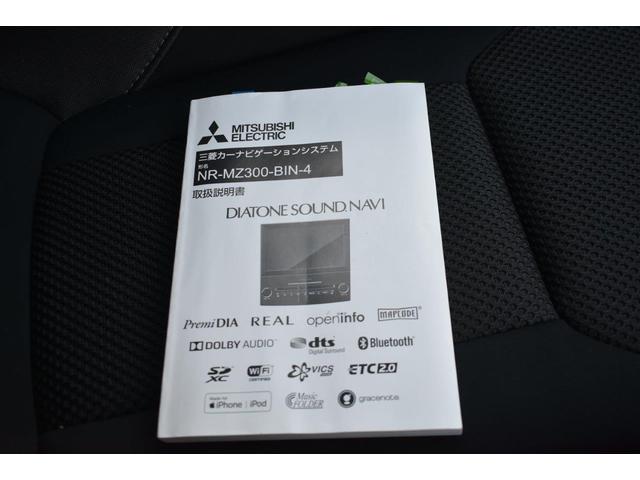 MITSUBISHI
ELECTRIC
三菱カーナビゲーションシステム
形名
NR-MZ300-BIN-4
取扱説明書
DIATONE SOUND. NAVI
PremiDIA REAL openinfo MAPCODE
DOLBY AUDIO dts Digital Surround Bluetooth
SD XC WiFi CERTIFIED VICS ETC2.0
Made for iPhone | iPod Music FOLDER gracenote